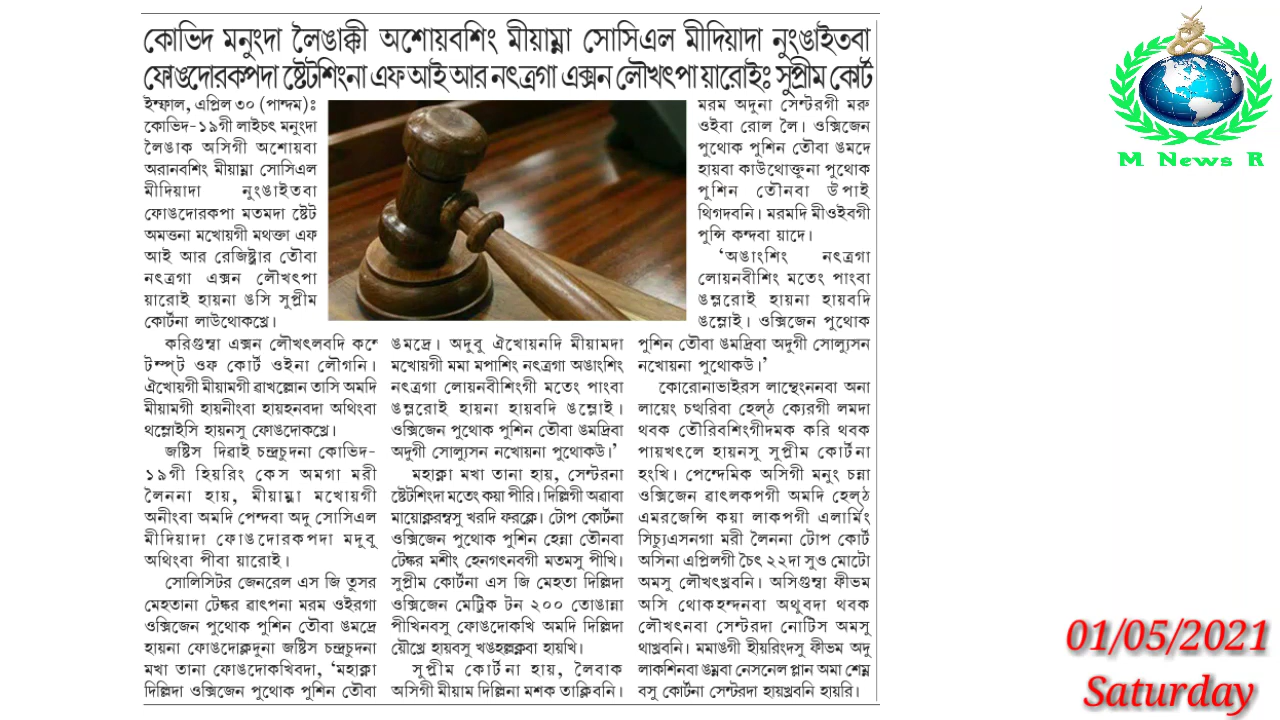 কোভিদ মনুংদা লৈঙাক্কী অশোয়বশিং মীয়াম্না সোসিএল মীদিয়াদা নুংঙাইতবা
ফোঙদোরকপদা ষ্টেটশিংনা এফ আই আর নৎত্রগা এক্সন লৌখৎপা য়ারোইঃ সুপ্রীম কোর্ট
ইম্ফাল, এপ্রিল ৩০ (পান্দম)ঃ
কোভিদ-১৯গী লাইচৎ মনুংদা
লৈঙাক অসিগী অশোয়বা
অরানবশিং মীয়াম্না সোসিএল
মীদিয়াদা নুংঙাইতবা
ফোঙদোরকপা মতমদা ষ্টেট
অমত্তনা মখোয়গী মথক্তা এফ
আই আর রেজিষ্ট্রার তৌবা
নৎত্রগা এক্সন লৌখৎপা
য়ারোই হায়না ঙসি সুপ্রীম
কোর্টনা লাউথোকখ্রে।
করিগুম্বা এক্সন লৌখৎলবদি কন্টে
টম্প্ট ওফ কোর্ট ওইনা লৌগনি।
ঐখোয়গী মীয়ামগী ৱাখল্লোন তাসি অমদি
মীয়ামগী হায়নীংবা হায়হনবদা অথিংবা
থম্লোইসি হায়নসু ফোঙদোকখ্রে।
জষ্টিস দিৱাই চন্দ্রচুদনা কোভিদ-
১৯গী হিয়রিং কেস অমগা মরী
লৈননা হায়, মীয়াম্না মখোয়গী
অনীংবা অমদি পেন্দবা অদু সোসিএল
মীদিয়াদা ফোঙদোরকপদা মদুবু
অথিংবা পীবা য়ারোই।
সোলিসিটর জেনরেল এস জি তুসর
মেহতানা টেঙ্কর ৱাৎপনা মরম ওইরগা
ওক্সিজেন পুথোক পুশিন তৌবা ঙমদ্রে
হায়না ফোঙদোক্লদুনা জষ্টিস চন্দ্রচুদনা
মখা তানা ফোঙদোকখিবদা, ‘মহাক্না
দিল্লিদা ওক্সিজেন পুথোক পুশিন তৌবা
ঙমদ্রে। অদুবু ঐখোয়নদি মীয়ামদা
মখোয়গী মমা মপাশিং নৎত্রগা অঙাংশিং
নৎত্রগা লোয়নবীশিংগী মতেং পাংবা
ঙম্লরোই হায়না হায়বদি ঙম্লোই।
ওক্সিজেন পুথোক পুশিন তৌবা ঙমদ্রিবা
অদুগী সোল্যুসন নখোয়না পুথোকউ।’
মহাক্না মখা তানা হায়, সেন্টরনা
ষ্টেটশিংদা মতেং কয়া পীরি। দিল্লিগী অৱাবা
মায়োক্নরম্বসু খরদি ফরক্লে। টোপ কোর্টনা
ওক্সিজেন পুথোক পুশিন হেন্না তৌনবা
টেঙ্কর মশীং হেনগৎনবগী মতমসু পীখি।
সুপ্রীম কোর্টনা এস জি মেহতা দিল্লিদা
ওক্সিজেন মেট্রিক টন ২০০ তোঙান্না
পীখিনবসু ফোঙদোকখি অমদি দিল্লিদা
য়ৌখ্রে হায়বসু খঙহল্লক্লবা হায়খি।
সুপ্রীম কোর্টনা হায়, লৈবাক
অসিগী মীয়াম দিল্লিনা মশক তাক্লিবনি।
মরম অদুনা সেন্টরগী মরু
ওইবা রোল লৈ। ওক্সিজেন
পুথোক পুশিন তৌবা ঙমদে
হায়বা কাউথোক্তুনা পুথোক
পুশিন তৌনবা উপাই
থিগদবনি। মরমদি মীওইবগী
পুন্সি কন্দবা য়াদে।
‘অঙাংশিং নৎত্রগা
লোয়নবীশিং মতেং পাংবা
ঙম্লরোই হায়না হায়বদি
ঙম্লোই। ওক্সিজেন পুথোক
পুশিন তৌবা ঙমদ্রিবা অদুগী সোল্যুসন
নখোয়না পুথোকউ।’
কোরোনাভাইরস লান্থেংননবা অনা
লায়েং চত্থরিবা হেল্‌ঠ ক্যেরগী লমদা
থবক তৌরিবশিংগীদমক করি থবক
পায়খৎলে হায়নসু সুপ্রীম কোর্টনা
হংখি। পেন্দেমিক অসিগী মনুং চন্না
ওক্সিজেন ৱাৎলকপগী অমদি হেল্‌ঠ
এমরজেন্সি কয়া লাকপগী এলার্মিং
সিচ্যুএসনগা মরী লৈননা টোপ কোর্ট
অসিনা এপ্রিলগী চৈৎ ২২দা সুও মোটো
অমসু লৌখৎখ্রবনি। অসিগুম্বা ফীভম
অসি থোকহন্দনবা অথুবদা থবক
লৌখৎনবা সেন্টরদা নোটিস অমসু
থাখ্রবনি। মমাঙগী হীয়রিংদসু ফীভম অদু
লাকশিনবা ঙম্নবা নেসনেল প্লান অমা শেম্ন
বসু কোর্টনা সেন্টরদা হায়খ্রবনি হায়রি।
M News R
01/05/2021
Saturday